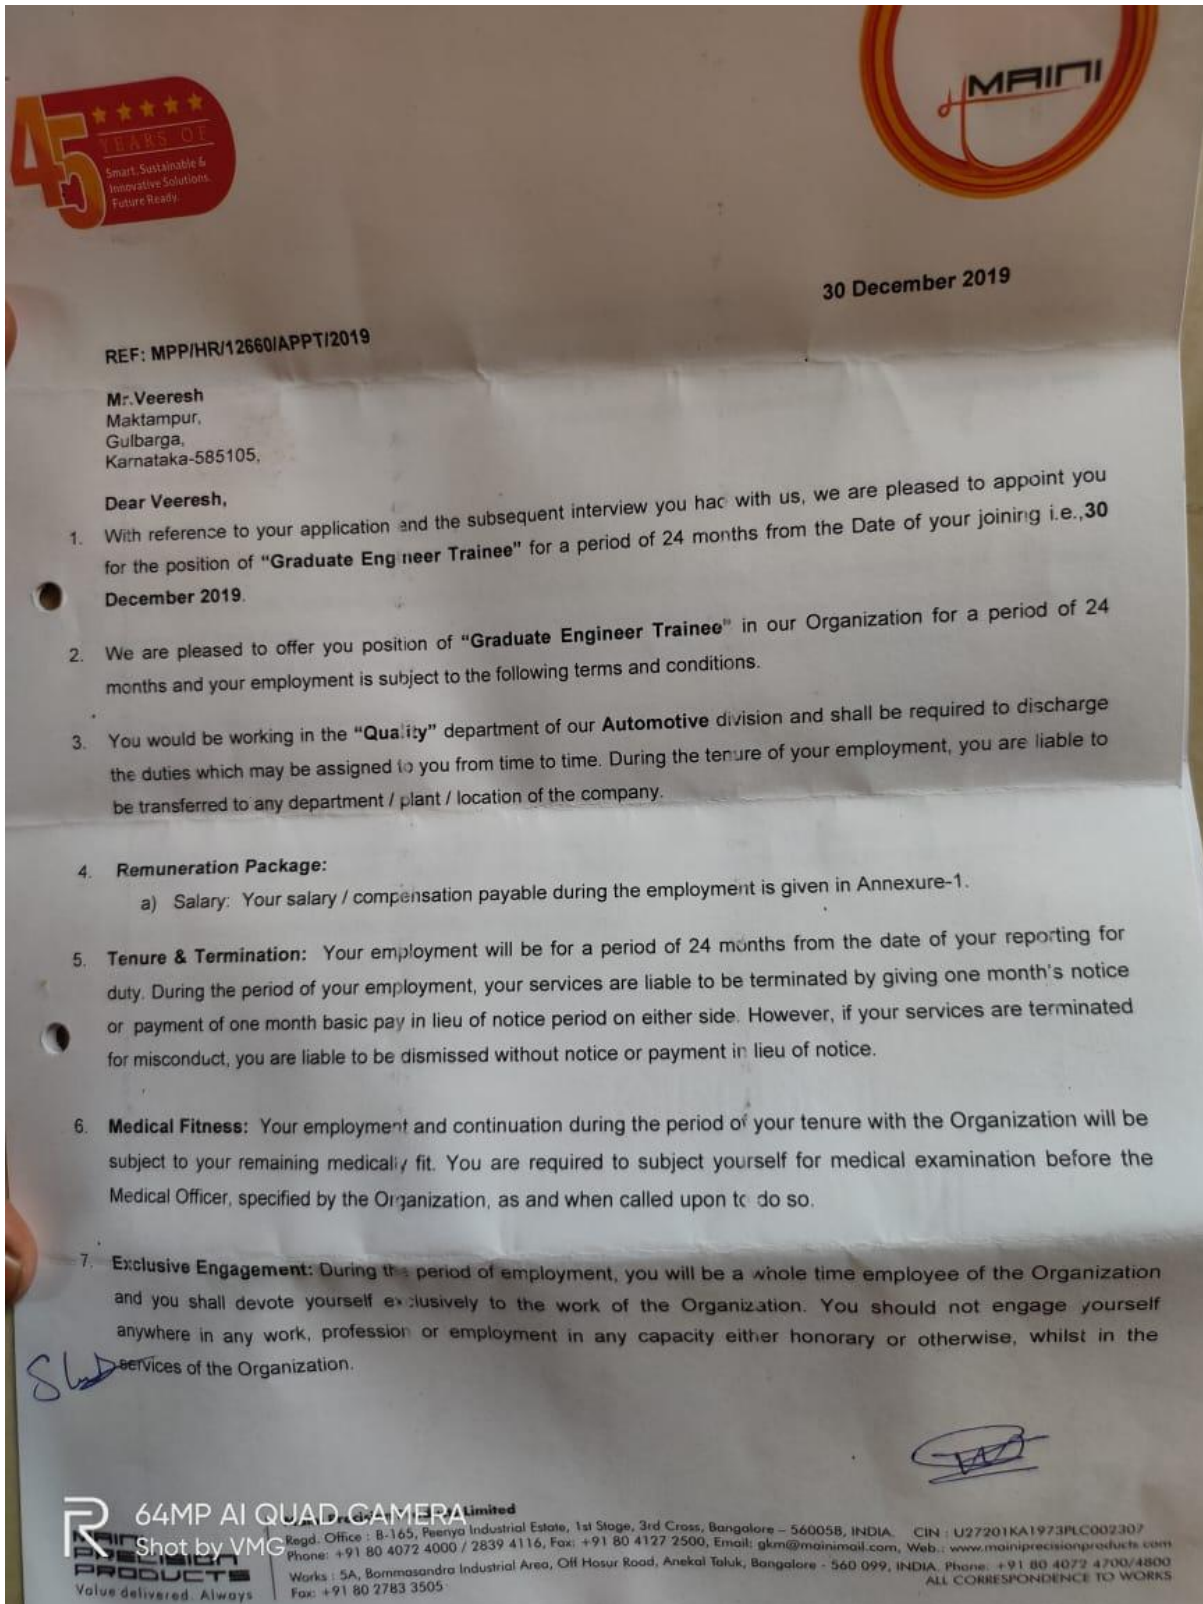 45
YEARS OF
Smart. Sustainable &
Innovative Solutions.
Future Ready.
MAINI
30 December 2019
REF: MPP/HR/12660/APPT/2019
Mr.Veeresh
Maktampur,
Gulbarga,
Karnataka-585105,
Dear Veeresh,
1. With reference to your application and the subsequent interview you had with us, we are pleased to appoint you
for the position of “Graduate Engineer Trainee” for a period of 24 months from the Date of your joining i.e.,30
December 2019.
2. We are pleased to offer you position of “Graduate Engineer Trainee” in our Organization for a period of 24
months and your employment is subject to the following terms and conditions.
3. You would be working in the “Quality” department of our Automotive division and shall be required to discharge
the duties which may be assigned to you from time to time. During the tenure of your employment, you are liable to
be transferred to any department / plant / location of the company.
4. Remuneration Package:
a) Salary: Your salary / compensation payable during the employment is given in Annexure-1.
5. Tenure & Termination: Your employment will be for a period of 24 months from the date of your reporting for
duty. During the period of your employment, your services are liable to be terminated by giving one month's notice
or payment of one month basic pay in lieu of notice period on either side. However, if your services are terminated
for misconduct, you are liable to be dismissed without notice or payment in lieu of notice.
6. Medical Fitness: Your employment and continuation during the period of your tenure with the Organization will be
subject to your remaining medically fit. You are required to subject yourself for medical examination before the
Medical Officer, specified by the Organization, as and when called upon to do so.
7. Exclusive Engagement: During the period of employment, you will be a whole time employee of the Organization
and you shall devote yourself exclusively to the work of the Organization. You should not engage yourself
anywhere in any work, profession or employment in any capacity either honorary or otherwise, whilst in the
services of the Organization.
64MP AI QUAD CAMERA
Shot by VMG
MAINI
PRECISION
PRODUCTS
Value delivered. Always
Limited
Regd. Office : B-165, Peenya Industrial Estate, 1st Stage, 3rd Cross, Bangalore – 560058, INDIA. CIN : U27201KA1973PLC002307
Phone: +91 80 4072 4000 / 2839 4116, Fax: +91 80 4127 2500, Email: gkm@mainimail.com, Web.: www.mainiprecisionproducts.com
Works : 5A, Bommasandra Industrial Area, Off Hosur Road, Anekal Taluk, Bangalore - 560 099, INDIA. Phone: +91 80 4072 4700/4800
Fax: +91 80 2783 3505
ALL CORRESPONDENCE TO WORKS